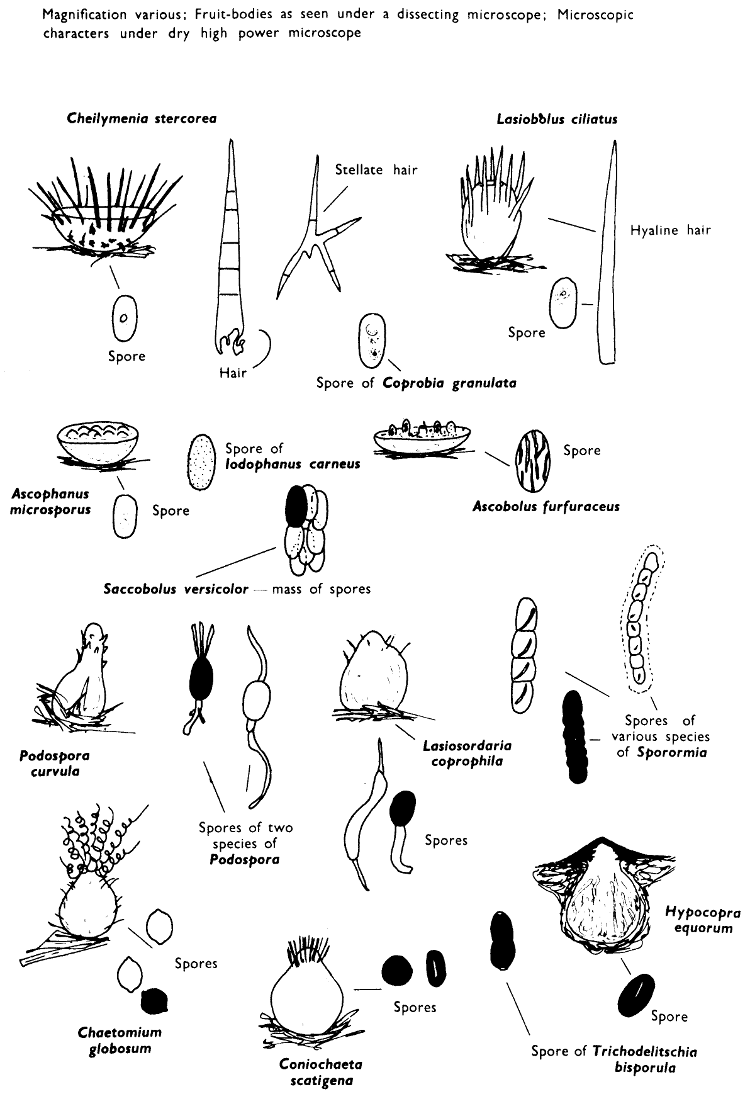 Magnification various; Fruit-bodies as seen under a dissecting microscope; Microscopic
characters under dry high power microscope
Cheilymenia stercorea
Lasiobolus ciliatus
Stellate hair
Hyaline hair
Spore
Spore
Hair
Spore of Coprobia granulata
Spore of
Iodophanus carneus
Spore
Ascophanus
microsporus
Spore
Ascobolus furfuraceus
Saccobolus versicolor — mass of spores
Podospora
curvula
Lasiosordaria
coprophila
Spores of
various species
of Sporormia
Spores of two
species of
Podospora
Spores
Hypocopra
equorum
Spores
Spores
Spore
Chaetomium
globosum
Coniochaeta
scatigena
Spore of Trichodelitschia
bisporula